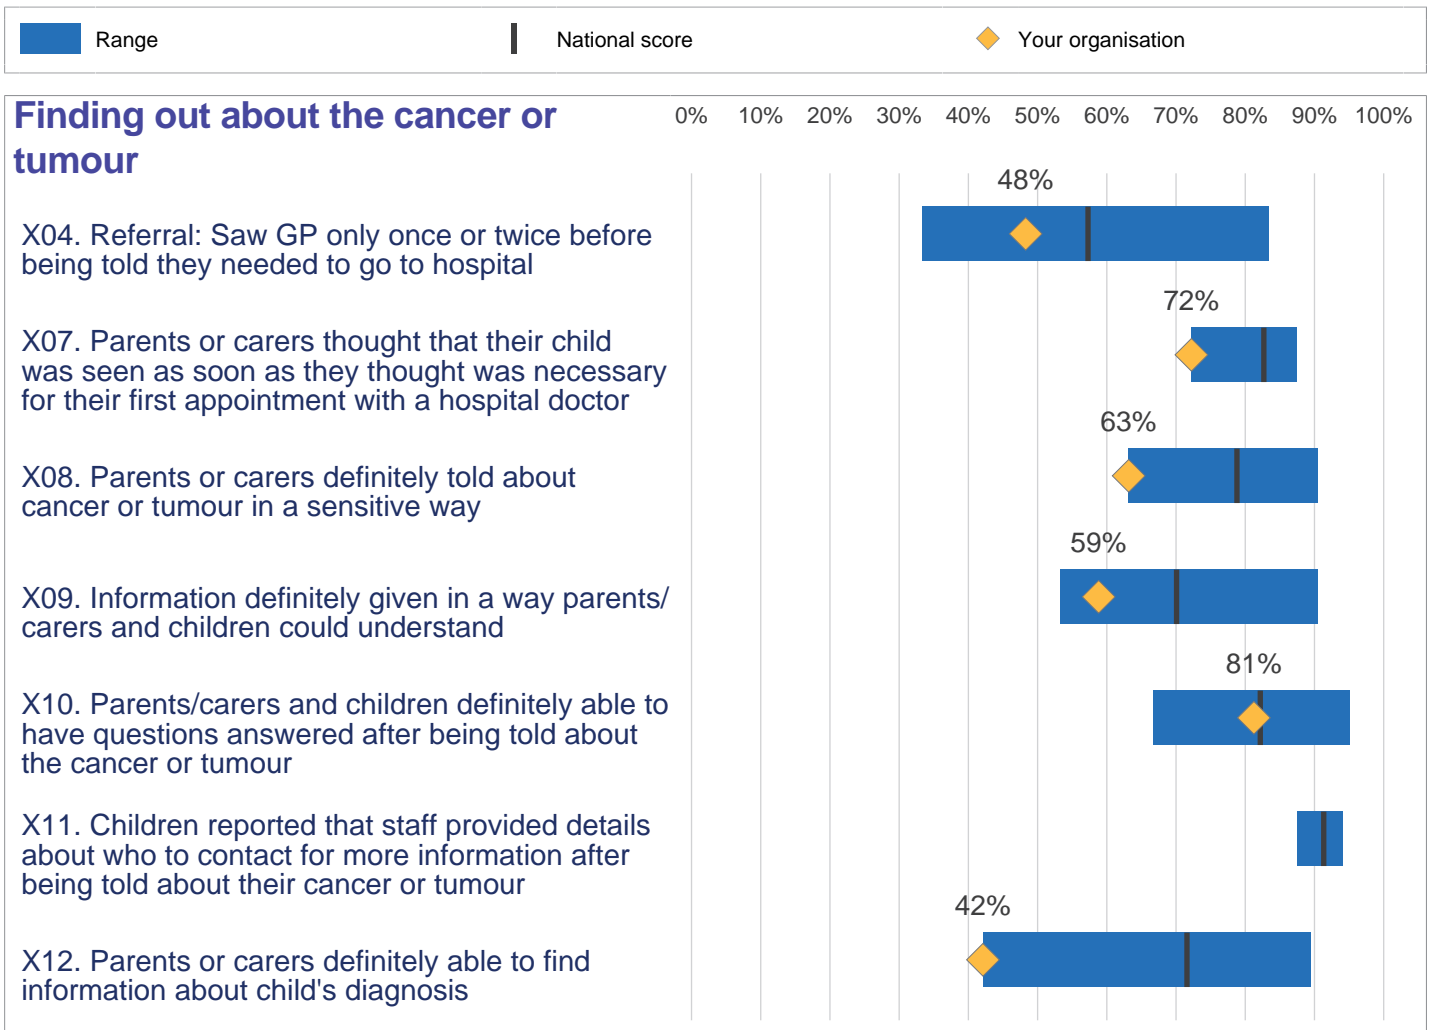 Range
National score
Your organisation
Finding out about the cancer or
tumour
0% 10% 20% 30% 40% 50% 60% 70% 80% 90% 100%
48%
X04. Referral: Saw GP only once or twice before
being told they needed to go to hospital
72%
X07. Parents or carers thought that their child
was seen as soon as they thought was necessary
for their first appointment with a hospital doctor
63%
X08. Parents or carers definitely told about
cancer or tumour in a sensitive way
59%
X09. Information definitely given in a way parents/
carers and children could understand
81%
X10. Parents/carers and children definitely able to
have questions answered after being told about
the cancer or tumour
X11. Children reported that staff provided details
about who to contact for more information after
being told about their cancer or tumour
42%
X12. Parents or carers definitely able to find
information about child's diagnosis